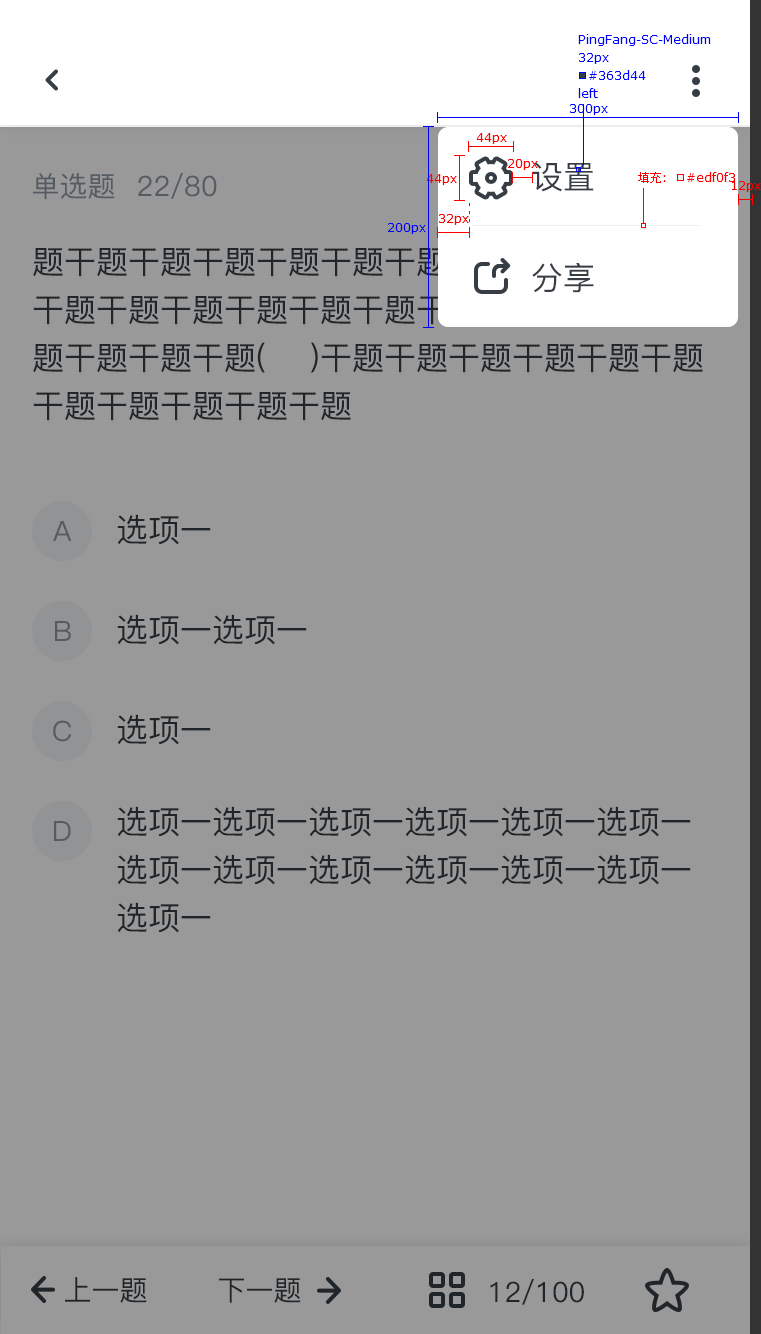 PingFang-SC-Medium
32px
#363d44
left
300px
44px
20px
44px
设置
填充: #edf0f3
12px
32px
200px
分享
单选题 22/80
题干题干题干题干题干题干题
干题干题干题干题干题干题干
题干题干题干题( )干题干题干题干题干题干题
干题干题干题干题干题
A 选项一
B 选项一选项一
C 选项一
D 选项一选项一选项一选项一选项一选项一
选项一选项一选项一选项一选项一选项一
选项一
上一题 下一题 12/100